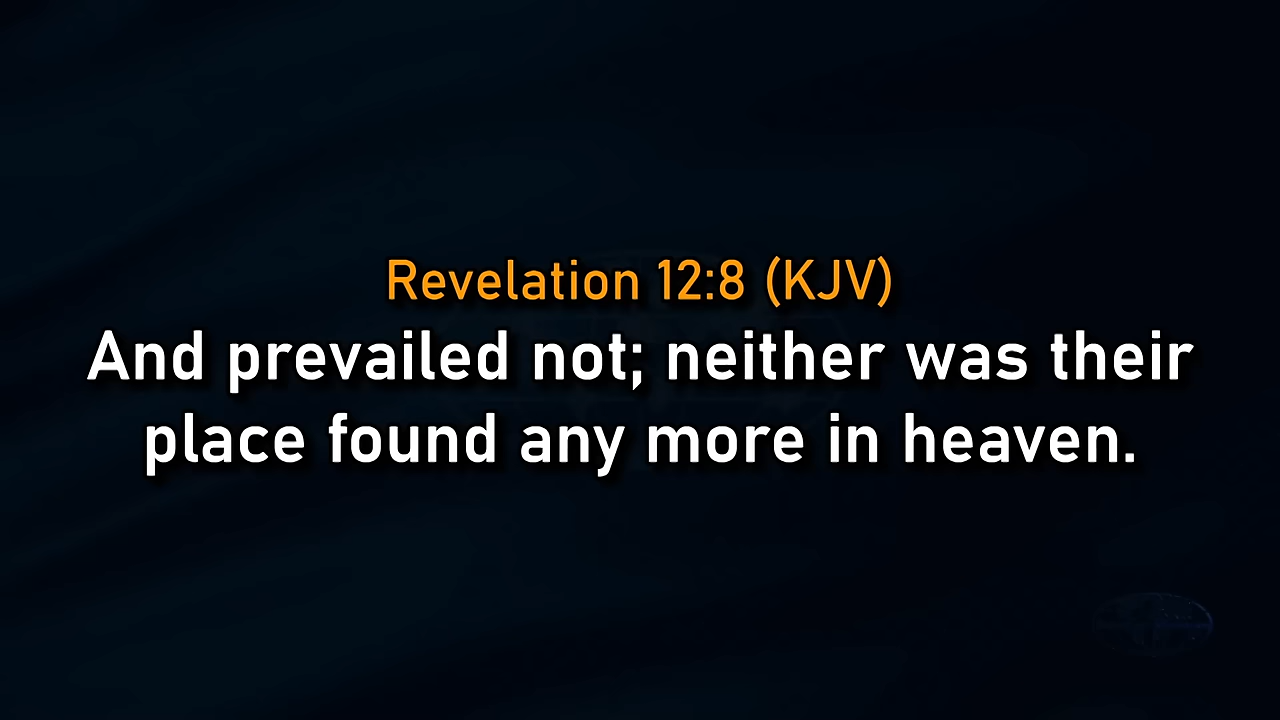 Revelation 12:8 (KJV)
And prevailed not; neither was their
place found any more in heaven.